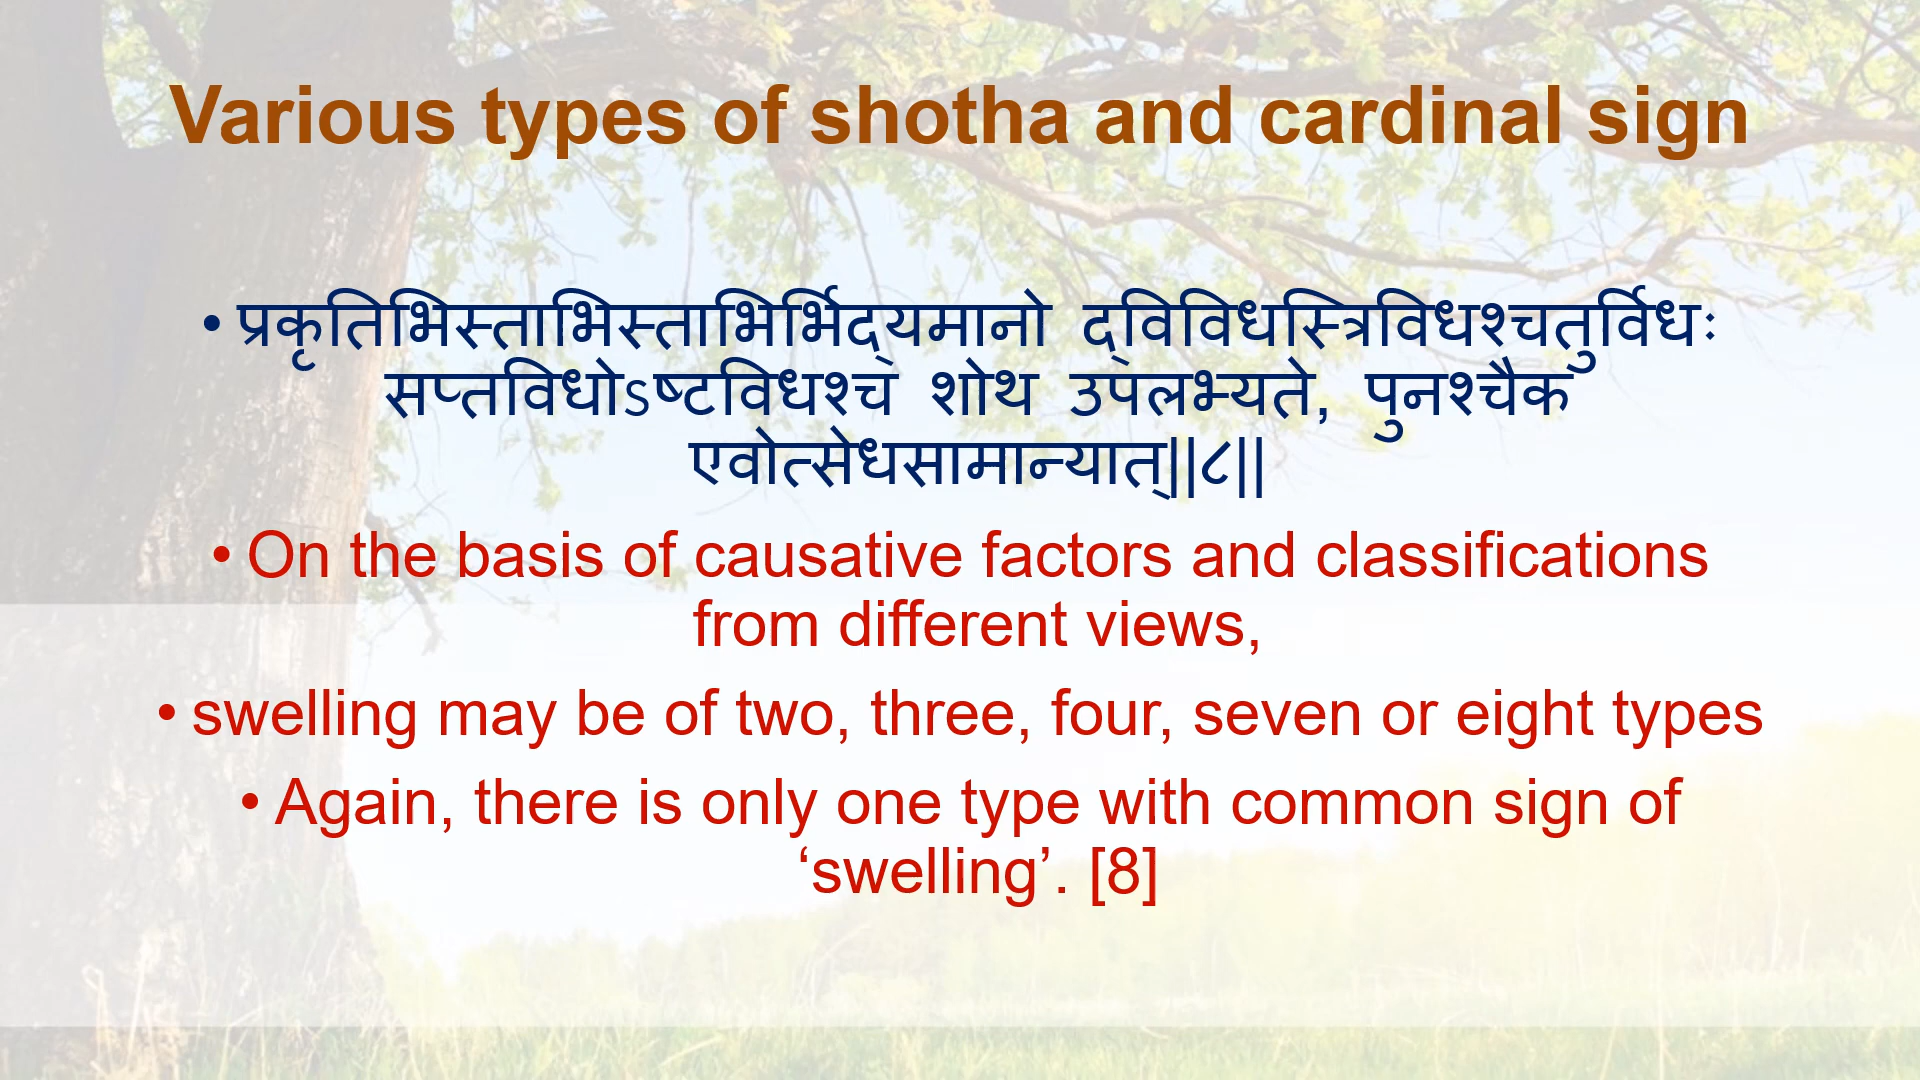 Various types of shotha and cardinal sign
• प्रकृतिभिस्ताभिस्ताभिर्भिद्यमानो द्विविधस्त्रिविधश्चतुर्विधः
सप्तविधोऽष्टविधश्च शोथ उपलभ्यते, पुनश्चैक
एवोत्सेधसामान्यात्||८||
• On the basis of causative factors and classifications
from different views,
• swelling may be of two, three, four, seven or eight types
• Again, there is only one type with common sign of
‘swelling’. [8]